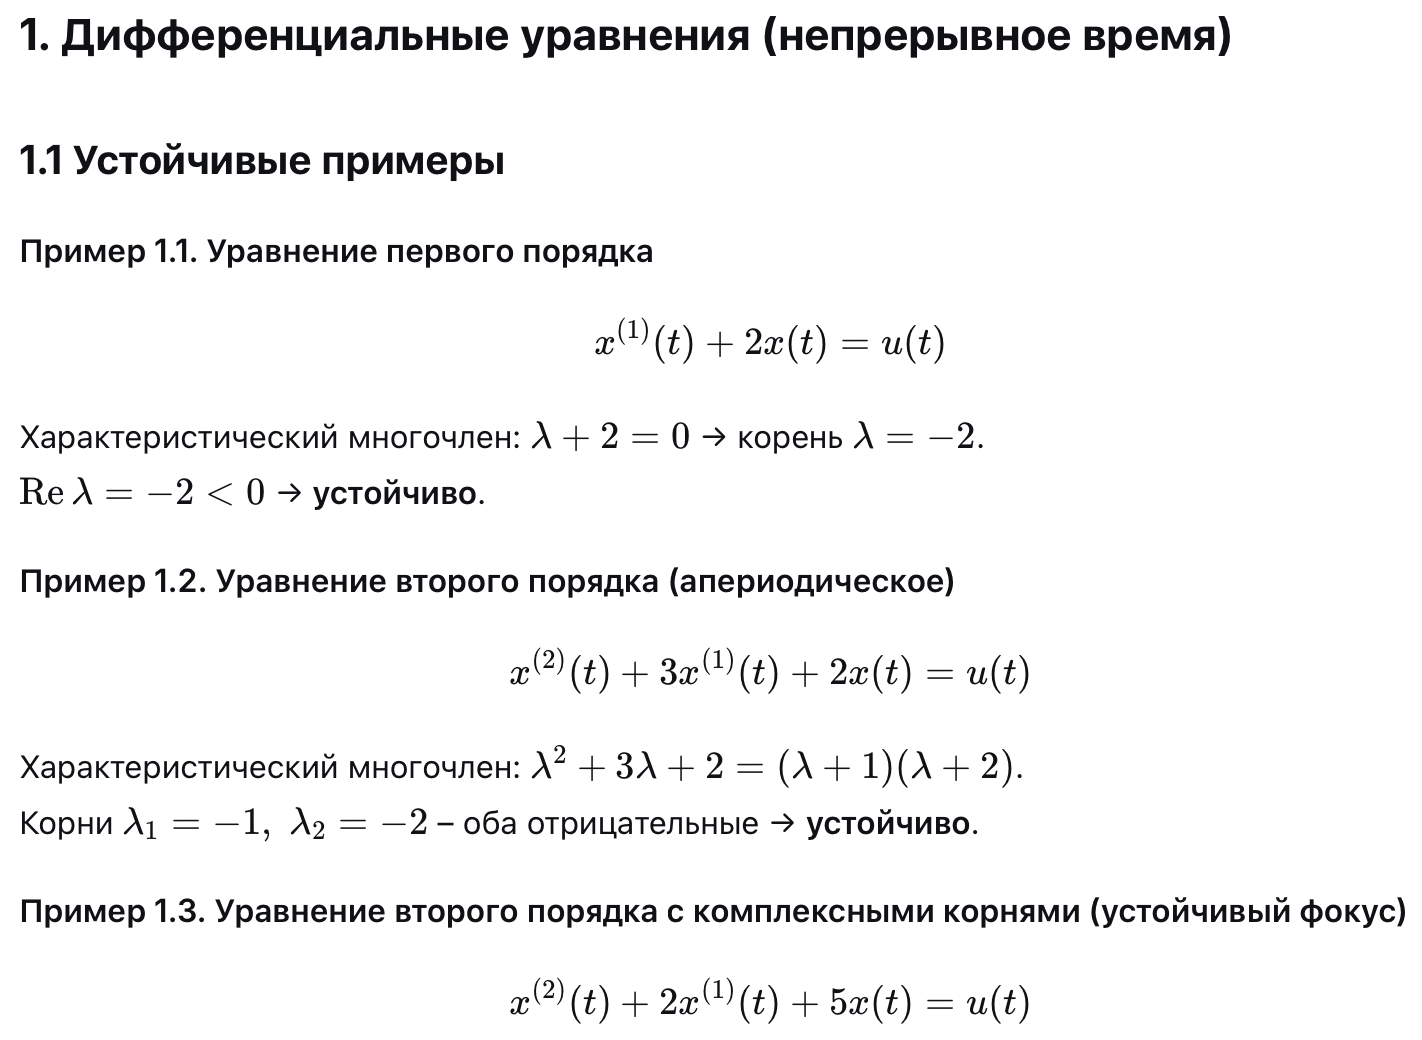 1. Дифференциальные уравнения (непрерывное время)
1.1 Устойчивые примеры
Пример 1.1. Уравнение первого порядка
x^{(1)}(t) + 2x(t) = u(t)
Характеристический многочлен: λ + 2 = 0 → корень λ = −2.
Re λ = −2 < 0 → устойчиво.
Пример 1.2. Уравнение второго порядка (апериодическое)
x^{(2)}(t) + 3x^{(1)}(t) + 2x(t) = u(t)
Характеристический многочлен: λ² + 3λ + 2 = (λ + 1)(λ + 2).
Корни λ₁ = −1, λ₂ = −2 – оба отрицательные → устойчиво.
Пример 1.3. Уравнение второго порядка с комплексными корнями (устойчивый фокус)
x^{(2)}(t) + 2x^{(1)}(t) + 5x(t) = u(t)